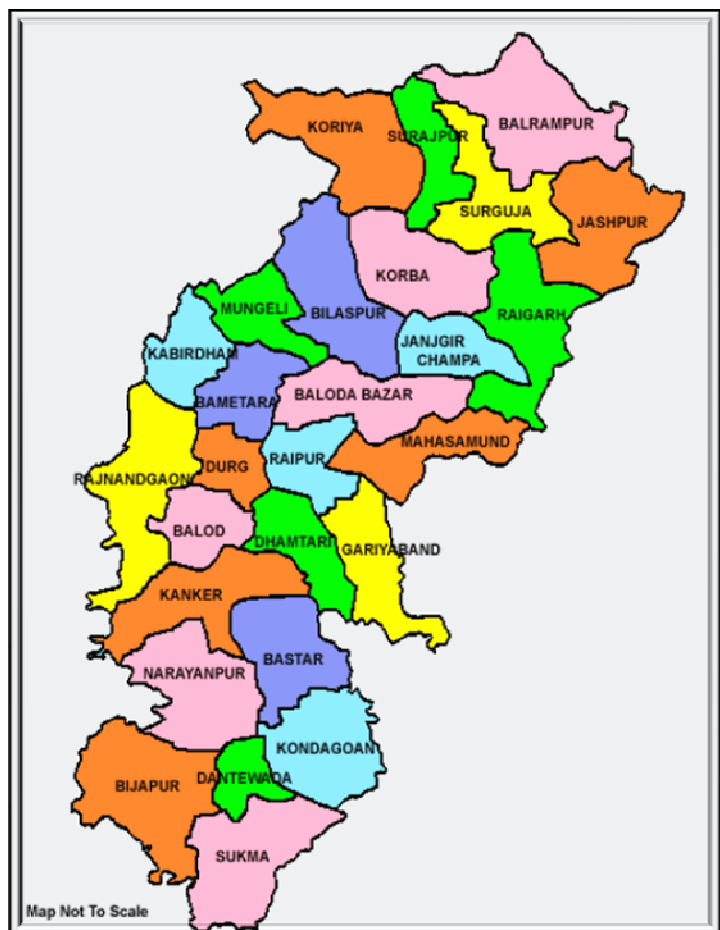 BALRAMPUR
KORIYA
SURAJPUR
SURGUJA
JASHPUR
KORBA
MUNGELI
BILASPUR
RAIGARH
JANJGIR
CHAMPA
KABIRDHAM
BAMETARA
BALODA BAZAR
MAHASAMUND
RAJNANDGAON
DURG
RAIPUR
BALOD
DHAMTARI
GARIYABAND
KANKER
BASTAR
NARAYANPUR
KONDAGOAN
DANTEWADA
BIJAPUR
SUKMA
Map Not To Scale